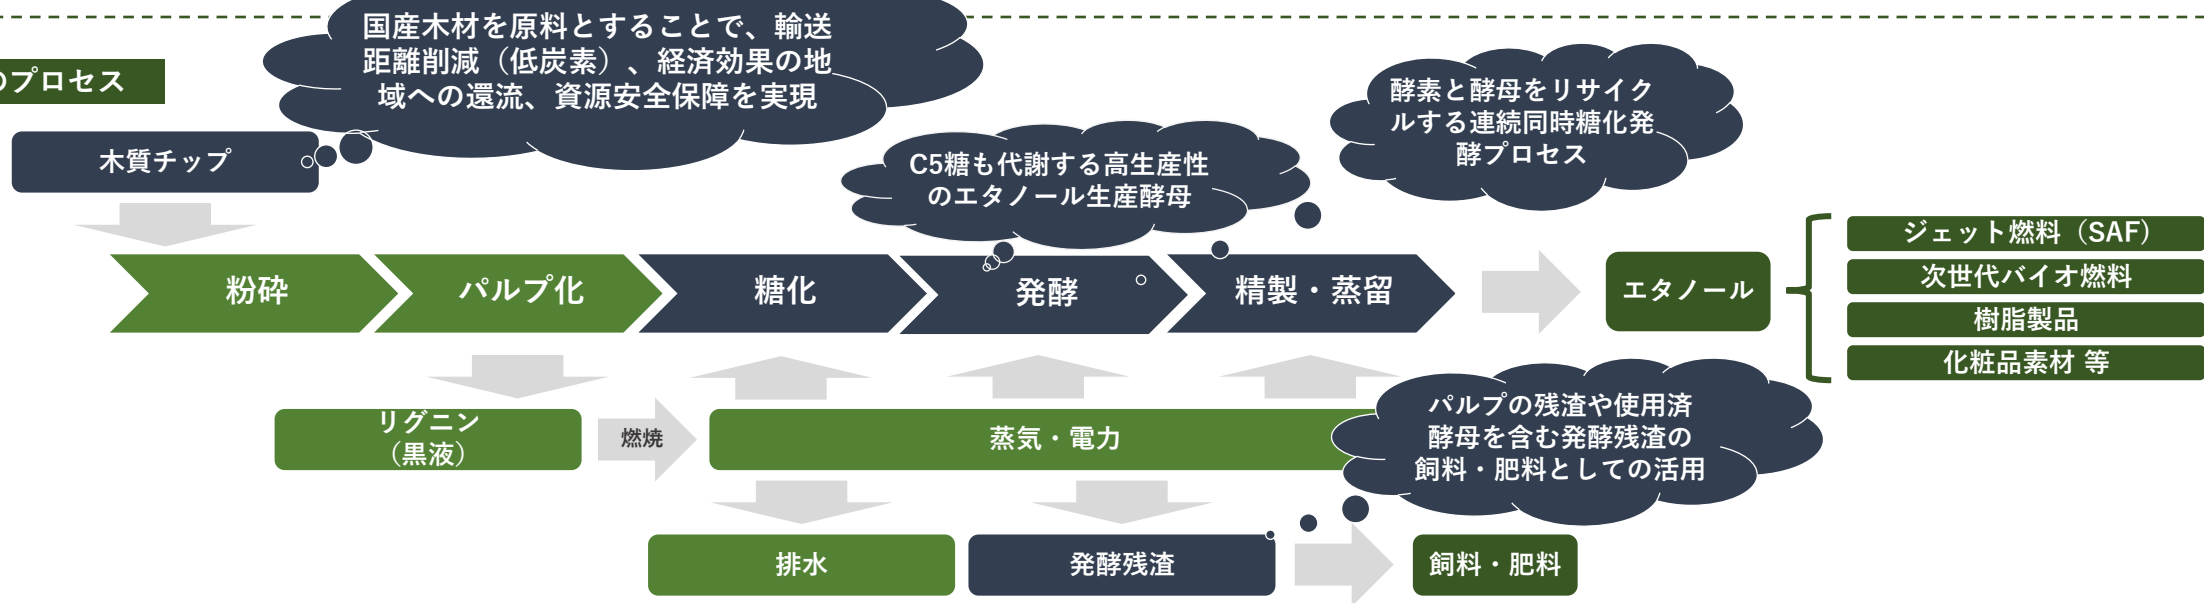 国産木材を原料とすることで、輸送
距離削減（低炭素）、経済効果の地
域への還流、資源安全保障を実現
のプロセス
木質チップ
酵素と酵母をリサイク
ルする連続同時糖化発
酵プロセス
C5糖も代謝する高生産性
のエタノール生産酵母
粉砕
パルプ化
糖化
発酵
精製・蒸留
エタノール
ジェット燃料（SAF）
次世代バイオ燃料
樹脂製品
化粧品素材 等
リグニン
（黒液）
燃焼
蒸気・電力
パルプの残渣や使用済
酵母を含む発酵残渣の
飼料・肥料としての活用
排水
発酵残渣
飼料・肥料